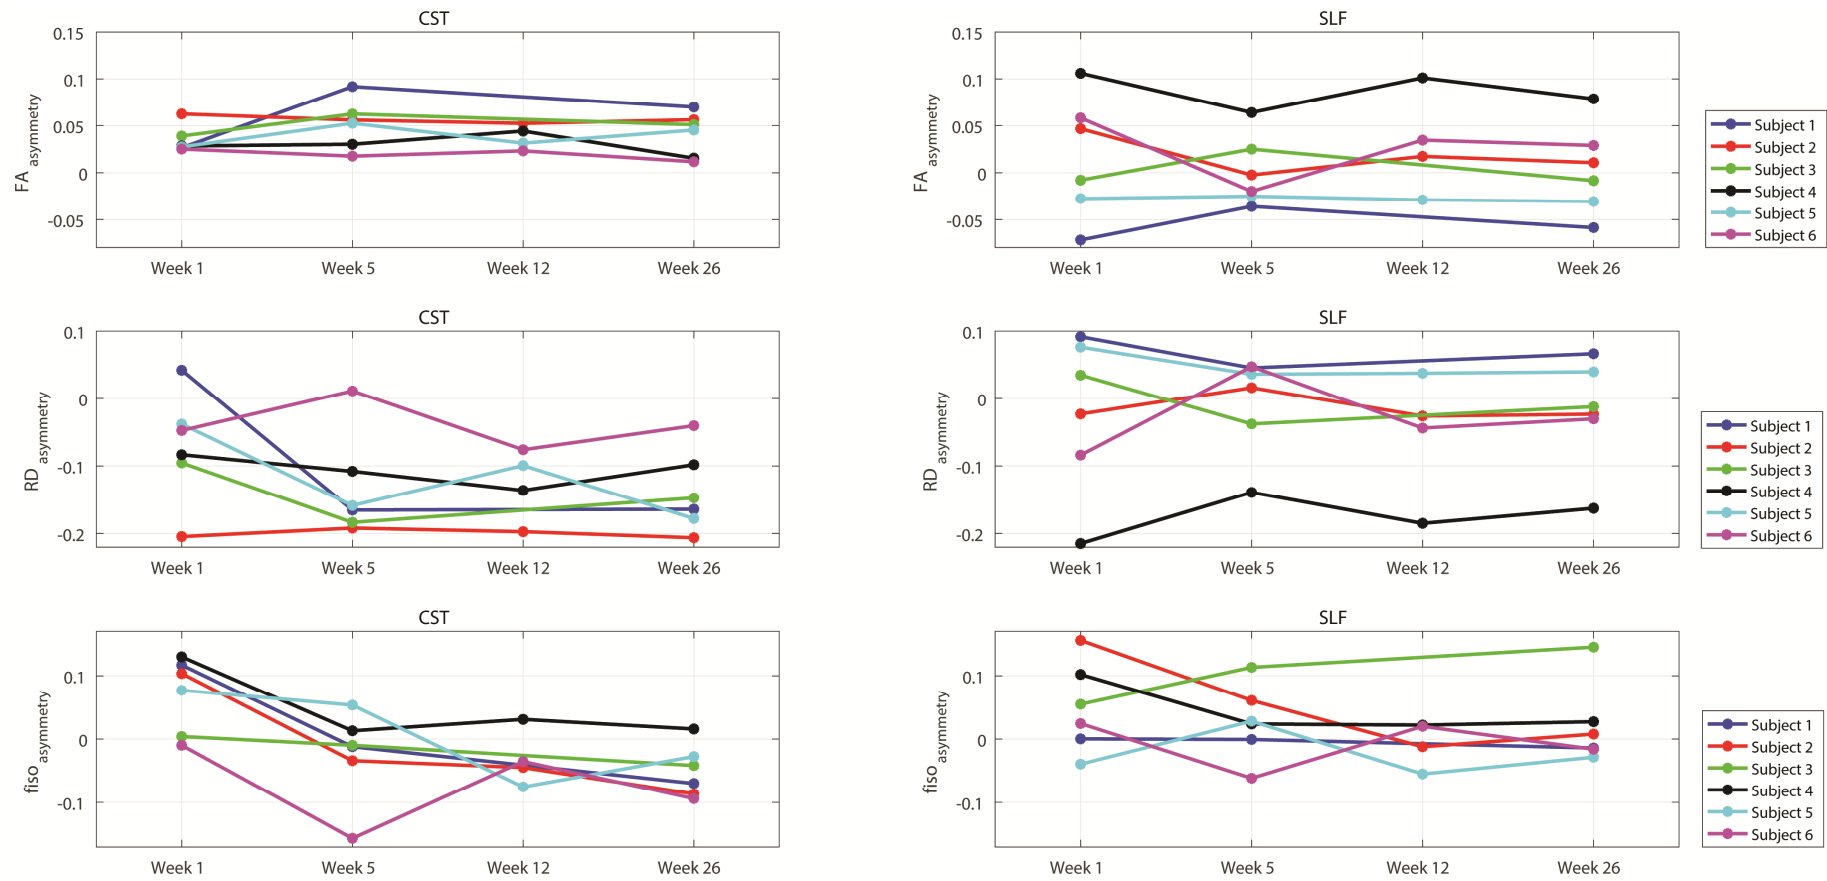 CST
0.15
0.1
0.05
0
-0.05
FA asymmetry
Week 1 Week 5 Week 12 Week 26
SLF
0.15
0.1
0.05
0
-0.05
FA asymmetry
Week 1 Week 5 Week 12 Week 26
Subject 1
Subject 2
Subject 3
Subject 4
Subject 5
Subject 6
CST
0.1
0
-0.1
-0.2
RD asymmetry
Week 1 Week 5 Week 12 Week 26
SLF
0.1
0
-0.1
-0.2
RD asymmetry
Week 1 Week 5 Week 12 Week 26
Subject 1
Subject 2
Subject 3
Subject 4
Subject 5
Subject 6
CST
0.1
0
-0.1
fiso asymmetry
Week 1 Week 5 Week 12 Week 26
SLF
0.1
0
-0.1
fiso asymmetry
Week 1 Week 5 Week 12 Week 26
Subject 1
Subject 2
Subject 3
Subject 4
Subject 5
Subject 6